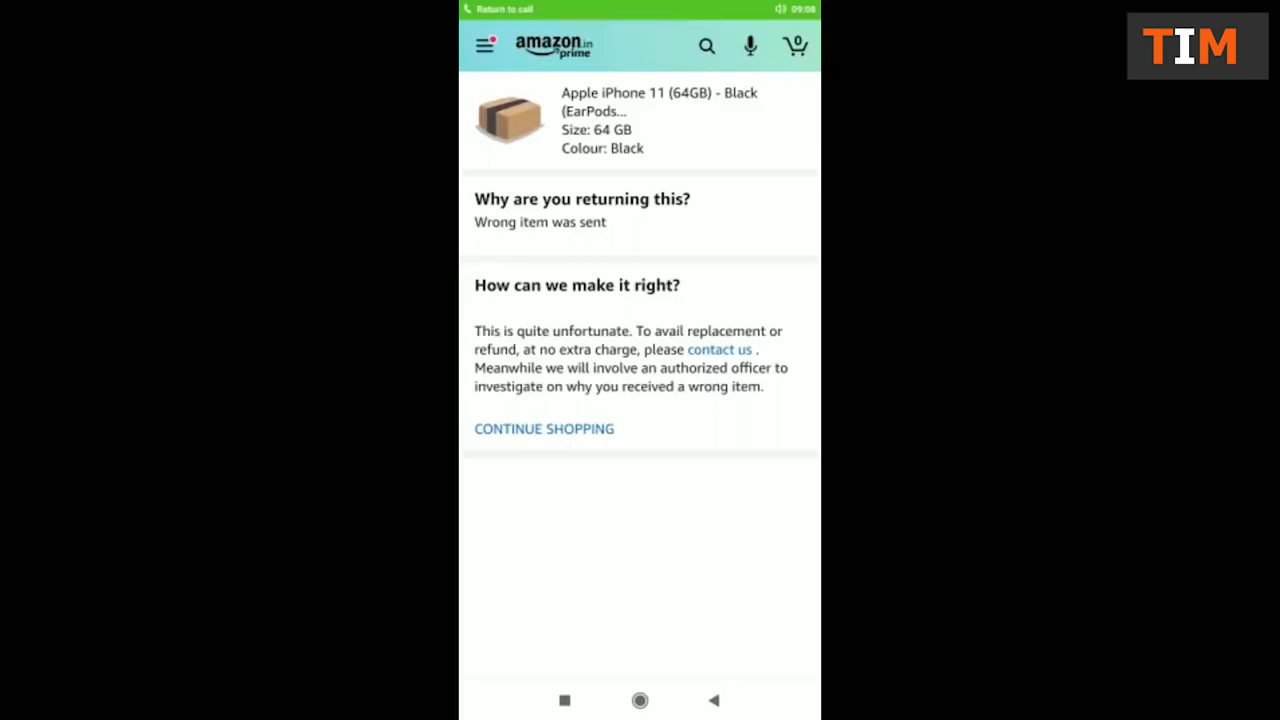 Return to call
09:08
TIM
amazon.in
prime
0
Apple iPhone 11 (64GB) - Black
(EarPods...
Size: 64 GB
Colour: Black
Why are you returning this?
Wrong item was sent
How can we make it right?
This is quite unfortunate. To avail replacement or
refund, at no extra charge, please contact us .
Meanwhile we will involve an authorized officer to
investigate on why you received a wrong item.
CONTINUE SHOPPING